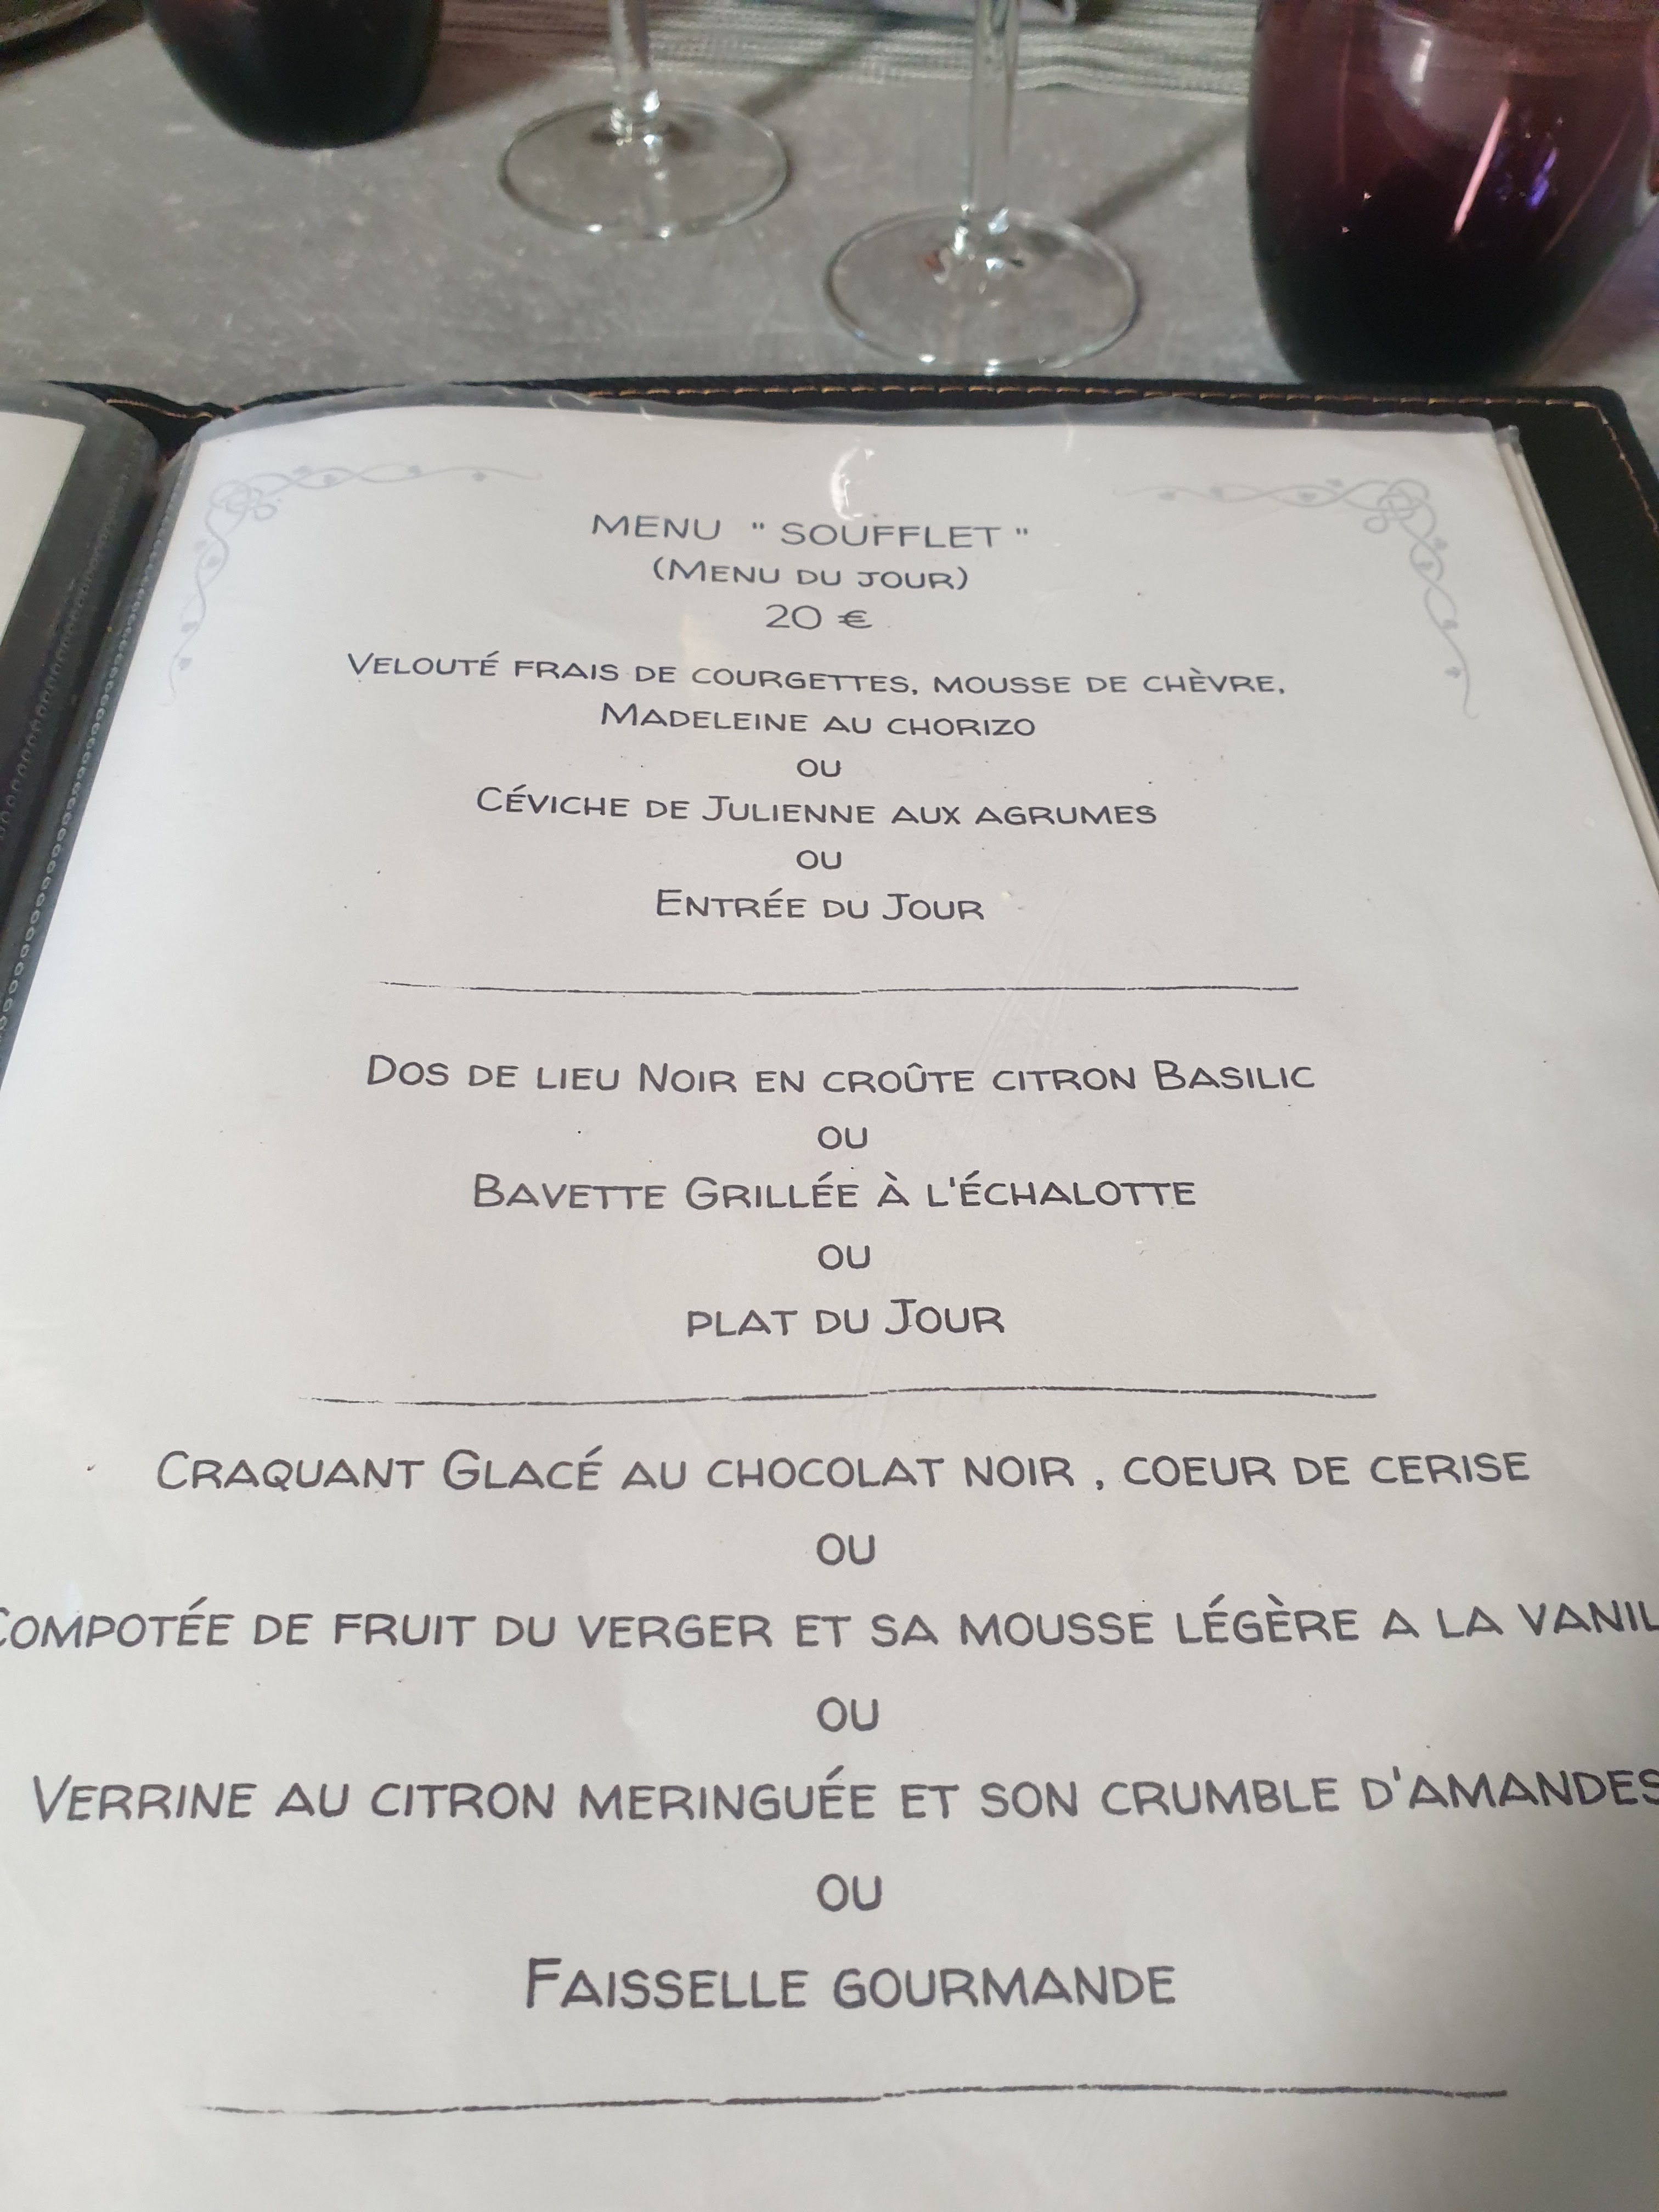 MENU " SOUFFLET "
(MENU DU JOUR)
20 €
VELOUTÉ FRAIS DE COURGETTES, MOUSSE DE CHÈVRE,
MADELEINE AU CHORIZO
OU
CÉVICHE DE JULIENNE AUX AGRUMES
OU
ENTRÉE DU JOUR
DOS DE LIEU NOIR EN CROÛTE CITRON BASILIC
OU
BAVETTE GRILLÉE À L'ÉCHALOTTE
OU
PLAT DU JOUR
CRAQUANT GLACÉ AU CHOCOLAT NOIR , COEUR DE CERISE
OU
COMPOTÉE DE FRUIT DU VERGER ET SA MOUSSE LÉGÈRE A LA VANIL
OU
VERRINE AU CITRON MERINGUÉE ET SON CRUMBLE D'AMANDES
OU
FAISSELLE GOURMANDE